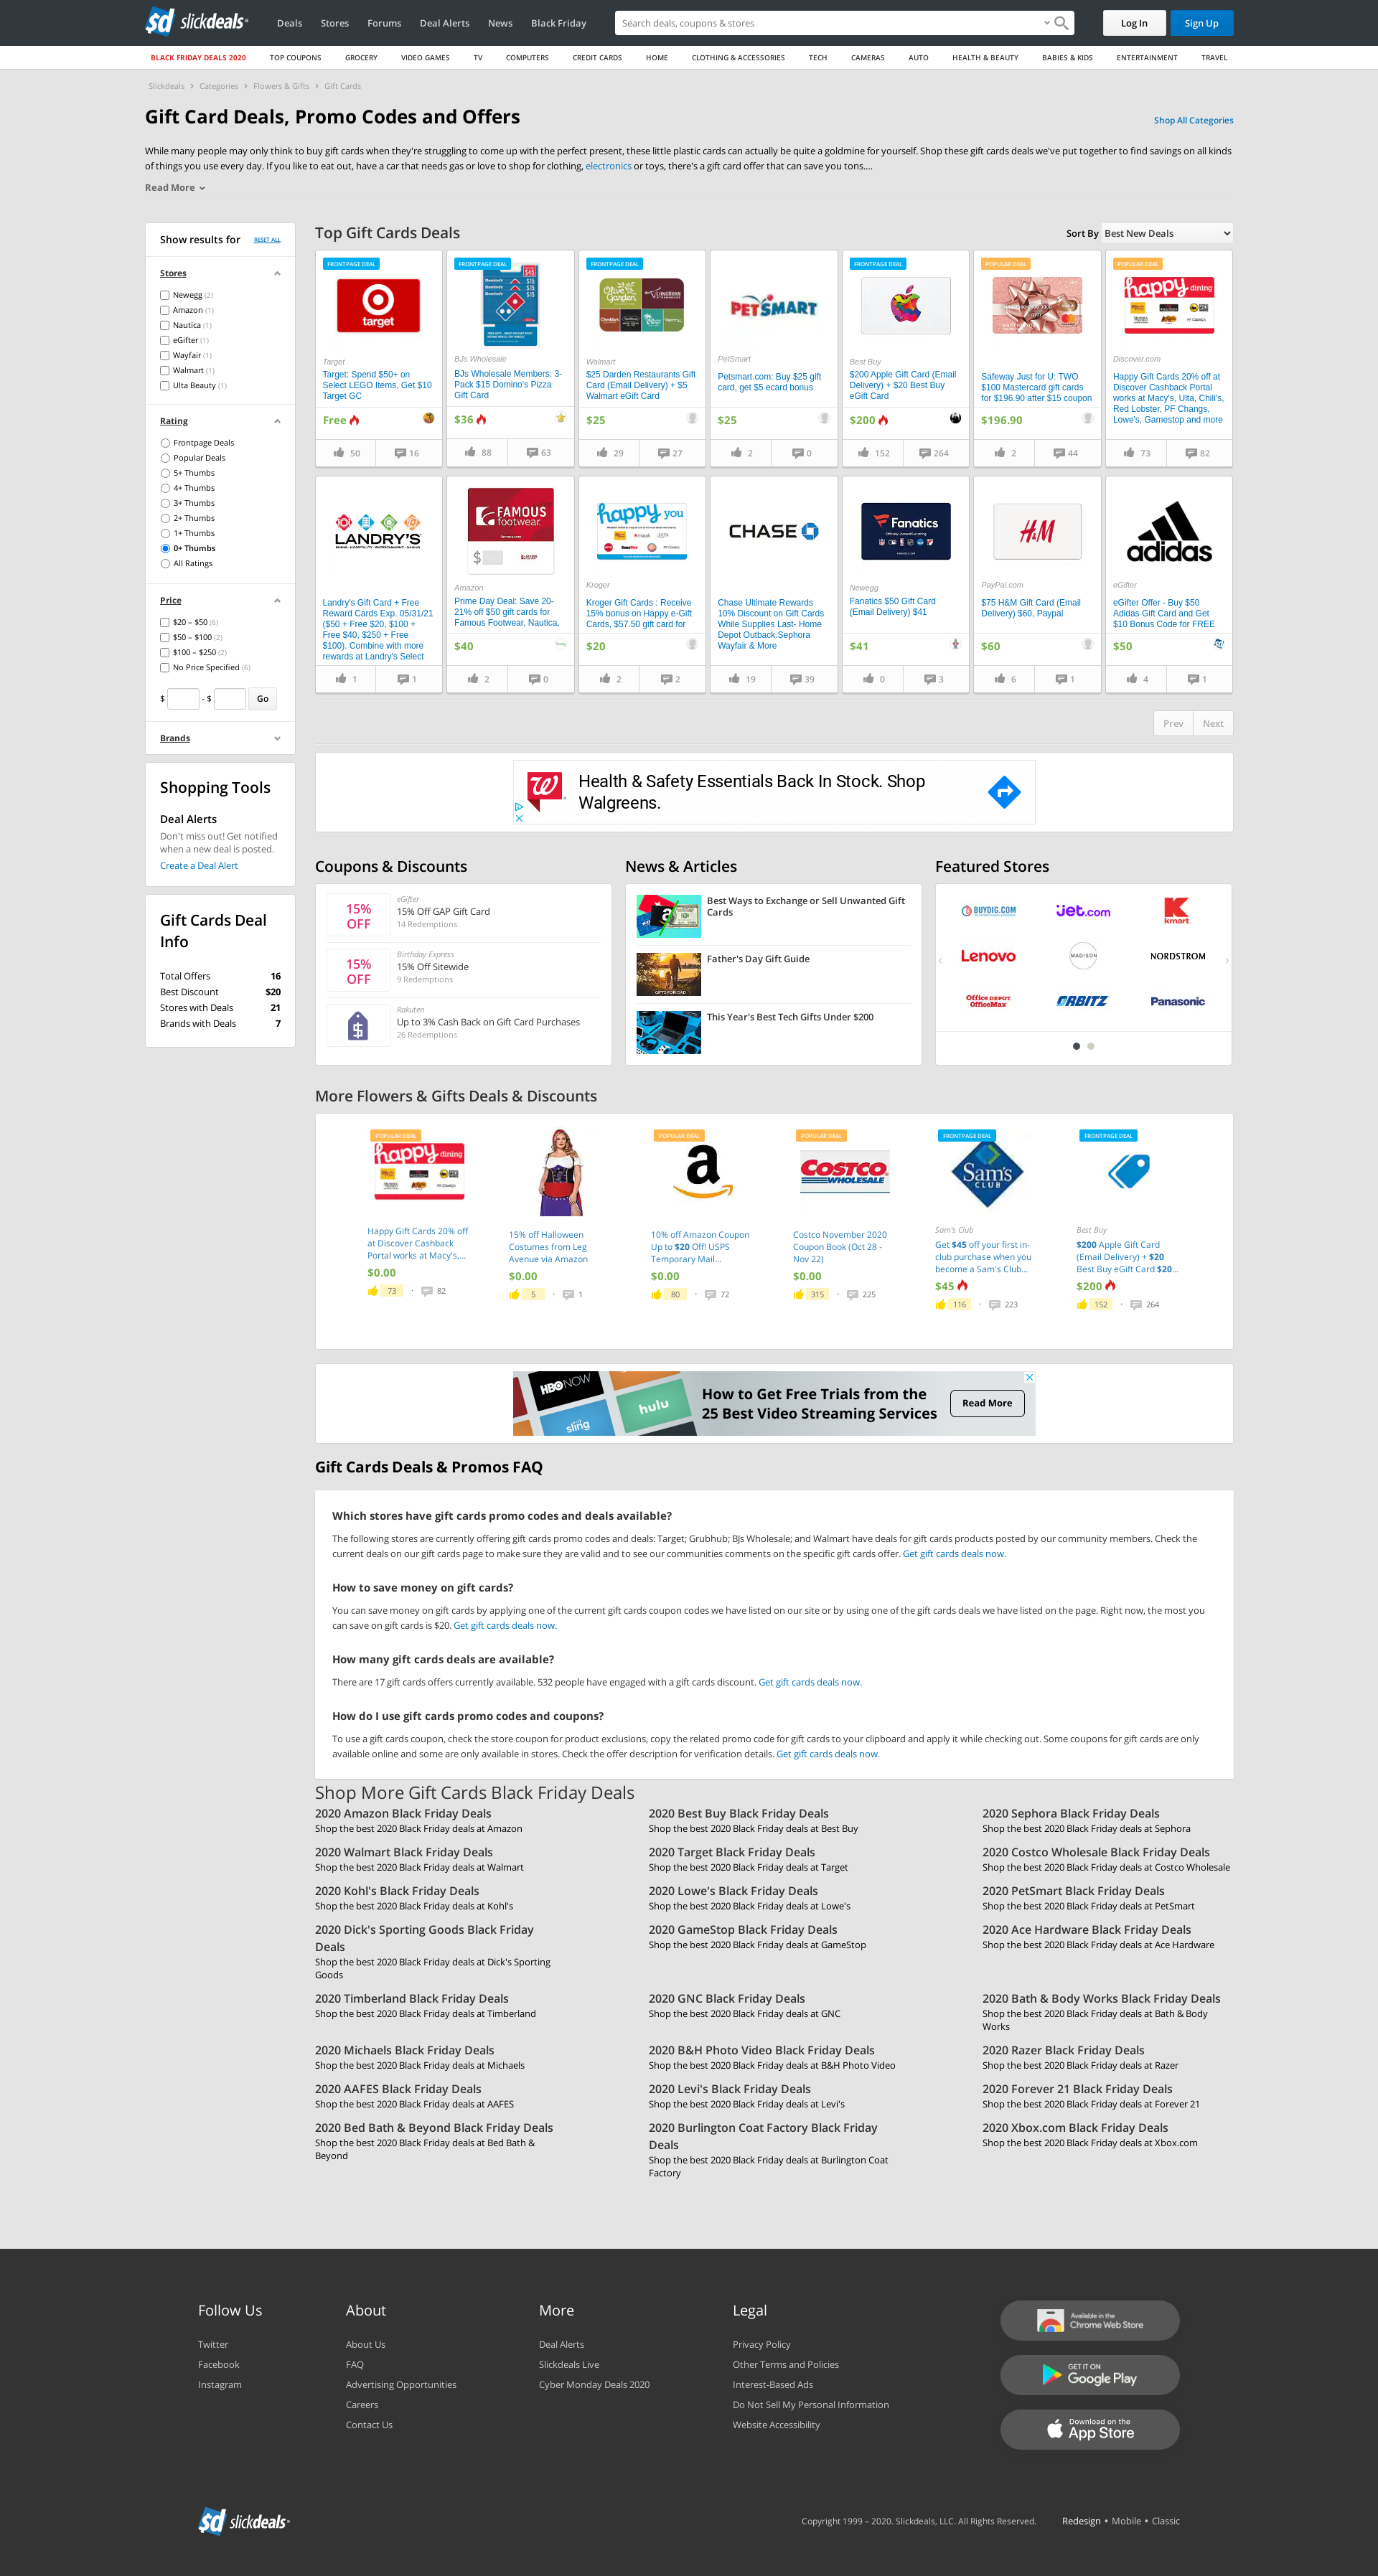 sd slickdeals
Deals Stores Forums Deal Alerts News Black Friday
Search deals, coupons & stores
Log In
Sign Up
BLACK FRIDAY DEALS 2020 TOP COUPONS GROCERY VIDEO GAMES TV COMPUTERS CREDIT CARDS HOME CLOTHING & ACCESSORIES TECH CAMERAS AUTO HEALTH & BEAUTY BABIES & KIDS ENTERTAINMENT TRAVEL
Slickdeals > Categories > Flowers & Gifts > Gift Cards
Gift Card Deals, Promo Codes and Offers
Shop All Categories
While many people may only think to buy gift cards when they're struggling to come up with the perfect present, these little plastic cards can actually be quite a goldmine for yourself. Shop these gift cards deals we've put together to find savings on all kinds
of things you use every day. If you like to eat out, have a car that needs gas or love to shop for clothing, electronics or toys, there's a gift card offer that can save you tons....
Read More
Show results for
RESET ALL
Stores
Newegg (2)
Amazon (1)
Nautica (1)
eGifter (1)
Wayfair (1)
Walmart (1)
Ulta Beauty (1)
Rating
Frontpage Deals
Popular Deals
5+ Thumbs
4+ Thumbs
3+ Thumbs
2+ Thumbs
1+ Thumbs
0+ Thumbs
All Ratings
Price
$20 – $50 (6)
$50 – $100 (2)
$100 – $250 (2)
No Price Specified (6)
$ - $ Go
Brands
Shopping Tools
Deal Alerts
Don't miss out! Get notified
when a new deal is posted.
Create a Deal Alert
Gift Cards Deal
Info
Total Offers 16
Best Discount $20
Stores with Deals 21
Brands with Deals 7
Top Gift Cards Deals
Sort By Best New Deals
FRONTPAGE DEAL
target
Target
Target: Spend $50+ on
Select LEGO Items, Get $10
Target GC
Free
50 16
FRONTPAGE DEAL
$45
Domino's $15
Domino's $15
Domino's $15
BJs Wholesale
BJs Wholesale Members: 3-
Pack $15 Domino's Pizza
Gift Card
$36
88 63
FRONTPAGE DEAL
Olive Garden
LONGHORN
Walmart
$25 Darden Restaurants Gift
Card (Email Delivery) + $5
Walmart eGift Card
$25
29 27
PETSMART
PetSmart
Petsmart.com: Buy $25 gift
card, get $5 ecard bonus
$25
2 0
FRONTPAGE DEAL
Best Buy
$200 Apple Gift Card (Email
Delivery) + $20 Best Buy
eGift Card
$200
152 264
POPULAR DEAL
Safeway Just for U: TWO
$100 Mastercard gift cards
for $196.90 after $15 coupon
$196.90
2 44
POPULAR DEAL
happy dining
Discover.com
Happy Gift Cards 20% off at
Discover Cashback Portal
works at Macy's, Ulta, Chili's,
Red Lobster, PF Changs,
Lowe's, Gamestop and more
73 82
LANDRY'S
Landry's Gift Card + Free
Reward Cards Exp. 05/31/21
($50 + Free $20, $100 +
Free $40, $250 + Free
$100). Combine with more
rewards at Landry's Select
1 1
FAMOUS
footwear
$
Amazon
Prime Day Deal: Save 20-
21% off $50 gift cards for
Famous Footwear, Nautica,
$40
2 0
happy you
Kroger
Kroger Gift Cards : Receive
15% bonus on Happy e-Gift
Cards, $57.50 gift card for
$20
2 2
CHASE
Chase Ultimate Rewards
10% Discount on Gift Cards
While Supplies Last- Home
Depot Outback.Sephora
Wayfair & More
19 39
Fanatics
Newegg
Fanatics $50 Gift Card
(Email Delivery) $41
$41
0 3
H&M
PayPal.com
$75 H&M Gift Card (Email
Delivery) $60, Paypal
$60
6 1
adidas
eGifter
eGifter Offer - Buy $50
Adidas Gift Card and Get
$10 Bonus Code for FREE
$50
4 1
Prev Next
Health & Safety Essentials Back In Stock. Shop
Walgreens.
Coupons & Discounts
15%
OFF
eGifter
15% Off GAP Gift Card
14 Redemptions
15%
OFF
Birthday Express
15% Off Sitewide
9 Redemptions
Rakuten
Up to 3% Cash Back on Gift Card Purchases
26 Redemptions
News & Articles
Best Ways to Exchange or Sell Unwanted Gift
Cards
Father's Day Gift Guide
This Year's Best Tech Gifts Under $200
Featured Stores
BUYDIG.COM jet.com kmart
Lenovo MADISON NORDSTROM
Office DEPOT
OfficeMax
ORBITZ Panasonic
More Flowers & Gifts Deals & Discounts
POPULAR DEAL
happy dining
Happy Gift Cards 20% off
at Discover Cashback
Portal works at Macy's,...
$0.00
73 · 82
15% off Halloween
Costumes from Leg
Avenue via Amazon
$0.00
5 · 1
POPULAR DEAL
a
10% off Amazon Coupon
Up to $20 Off! USPS
Temporary Mail...
$0.00
80 · 72
POPULAR DEAL
COSTCO
WHOLESALE
Costco November 2020
Coupon Book (Oct 28 -
Nov 22)
$0.00
315 · 225
FRONTPAGE DEAL
Sam's
CLUB
Sam's Club
Get $45 off your first in-
club purchase when you
become a Sam's Club...
$45
116 · 223
FRONTPAGE DEAL
Best Buy
$200 Apple Gift Card
(Email Delivery) + $20
Best Buy eGift Card $20...
$200
152 · 264
HBO NOW
sling
hulu
How to Get Free Trials from the
25 Best Video Streaming Services
Read More
Gift Cards Deals & Promos FAQ
Which stores have gift cards promo codes and deals available?
The following stores are currently offering gift cards promo codes and deals: Target; Grubhub; BJs Wholesale; and Walmart have deals for gift cards products posted by our community members. Check the
current deals on our gift cards page to make sure they are valid and to see our communities comments on the specific gift cards offer. Get gift cards deals now.
How to save money on gift cards?
You can save money on gift cards by applying one of the current gift cards coupon codes we have listed on our site or by using one of the gift cards deals we have listed on the page. Right now, the most you
can save on gift cards is $20. Get gift cards deals now.
How many gift cards deals are available?
There are 17 gift cards offers currently available. 532 people have engaged with a gift cards discount. Get gift cards deals now.
How do I use gift cards promo codes and coupons?
To use a gift cards coupon, check the store coupon for product exclusions, copy the related promo code for gift cards to your clipboard and apply it while checking out. Some coupons for gift cards are only
available online and some are only available in stores. Check the offer description for verification details. Get gift cards deals now.
Shop More Gift Cards Black Friday Deals
2020 Amazon Black Friday Deals
Shop the best 2020 Black Friday deals at Amazon
2020 Best Buy Black Friday Deals
Shop the best 2020 Black Friday deals at Best Buy
2020 Sephora Black Friday Deals
Shop the best 2020 Black Friday deals at Sephora
2020 Walmart Black Friday Deals
Shop the best 2020 Black Friday deals at Walmart
2020 Target Black Friday Deals
Shop the best 2020 Black Friday deals at Target
2020 Costco Wholesale Black Friday Deals
Shop the best 2020 Black Friday deals at Costco Wholesale
2020 Kohl's Black Friday Deals
Shop the best 2020 Black Friday deals at Kohl's
2020 Lowe's Black Friday Deals
Shop the best 2020 Black Friday deals at Lowe's
2020 PetSmart Black Friday Deals
Shop the best 2020 Black Friday deals at PetSmart
2020 Dick's Sporting Goods Black Friday
Deals
Shop the best 2020 Black Friday deals at Dick's Sporting
Goods
2020 GameStop Black Friday Deals
Shop the best 2020 Black Friday deals at GameStop
2020 Ace Hardware Black Friday Deals
Shop the best 2020 Black Friday deals at Ace Hardware
2020 Timberland Black Friday Deals
Shop the best 2020 Black Friday deals at Timberland
2020 GNC Black Friday Deals
Shop the best 2020 Black Friday deals at GNC
2020 Bath & Body Works Black Friday Deals
Shop the best 2020 Black Friday deals at Bath & Body
Works
2020 Michaels Black Friday Deals
Shop the best 2020 Black Friday deals at Michaels
2020 B&H Photo Video Black Friday Deals
Shop the best 2020 Black Friday deals at B&H Photo Video
2020 Razer Black Friday Deals
Shop the best 2020 Black Friday deals at Razer
2020 AAFES Black Friday Deals
Shop the best 2020 Black Friday deals at AAFES
2020 Levi's Black Friday Deals
Shop the best 2020 Black Friday deals at Levi's
2020 Forever 21 Black Friday Deals
Shop the best 2020 Black Friday deals at Forever 21
2020 Bed Bath & Beyond Black Friday Deals
Shop the best 2020 Black Friday deals at Bed Bath &
Beyond
2020 Burlington Coat Factory Black Friday
Deals
Shop the best 2020 Black Friday deals at Burlington Coat
Factory
2020 Xbox.com Black Friday Deals
Shop the best 2020 Black Friday deals at Xbox.com
Follow Us
Twitter
Facebook
Instagram
About
About Us
FAQ
Advertising Opportunities
Careers
Contact Us
More
Deal Alerts
Slickdeals Live
Cyber Monday Deals 2020
Legal
Privacy Policy
Other Terms and Policies
Interest-Based Ads
Do Not Sell My Personal Information
Website Accessibility
Available in the
Chrome Web Store
GET IT ON
Google Play
Download on the
App Store
sd slickdeals
Copyright 1999 – 2020. Slickdeals, LLC. All Rights Reserved.
Redesign • Mobile • Classic